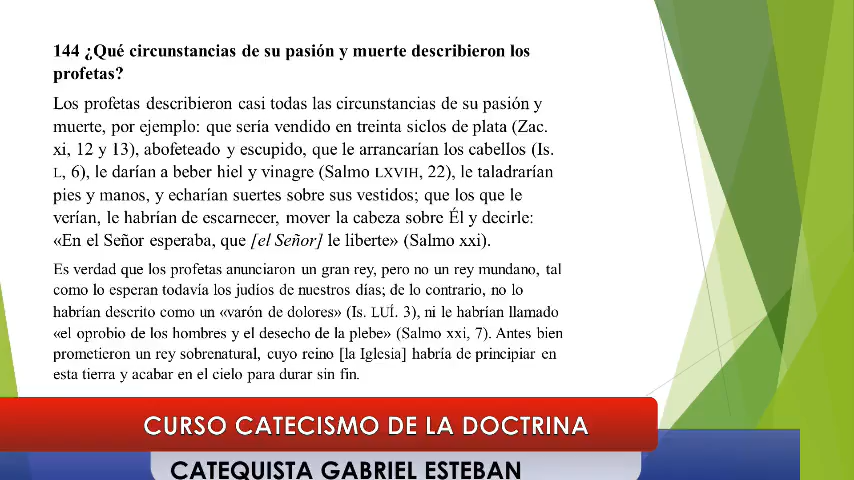 144 ¿Qué circunstancias de su pasión y muerte describieron los
profetas?
Los profetas describieron casi todas las circunstancias de su pasión y
muerte, por ejemplo: que sería vendido en treinta siclos de plata (Zac.
xi, 12 y 13), abofeteado y escupido, que le arrancarían los cabellos (Is.
L, 6), le darían a beber hiel y vinagre (Salmo LXVIH, 22), le taladrarían
pies y manos, y echarían suertes sobre sus vestidos; que los que le
verían, le habrían de escarnecer, mover la cabeza sobre Él y decirle:
«En el Señor esperaba, que [el Señor] le liberte» (Salmo xxi).
Es verdad que los profetas anunciaron un gran rey, pero no un rey mundano, tal
como lo esperan todavía los judíos de nuestros días; de lo contrario, no lo
habrían descrito como un «varón de dolores» (Is. LUÍ. 3), ni le habrían llamado
«el oprobio de los hombres y el desecho de la plebe» (Salmo xxi, 7). Antes bien
prometieron un rey sobrenatural, cuyo reino [la Iglesia] habría de principiar en
esta tierra y acabar en el cielo para durar sin fin.
CURSO CATECISMO DE LA DOCTRINA
CATEQUISTA GABRIEL ESTEBAN